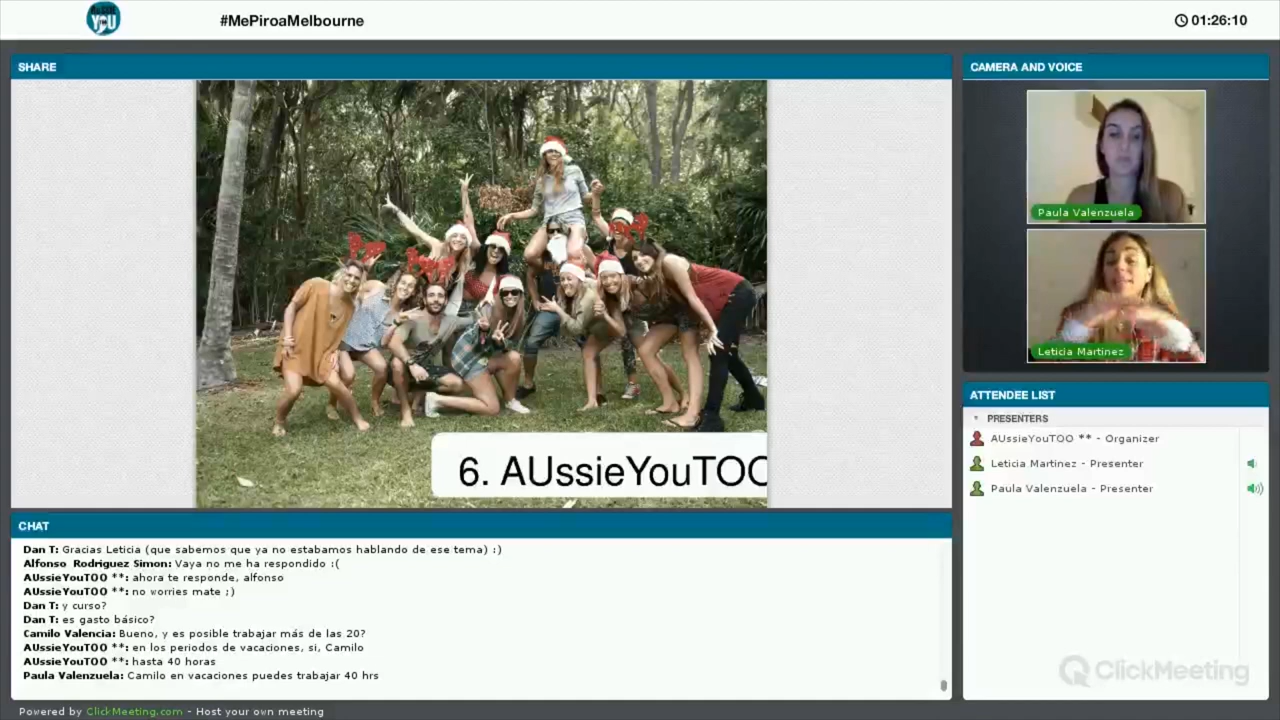 AUSSIE
YOU
TOO
#MePiroaMelbourne
01:26:10
SHARE
6. AUssieYouTOO
CAMERA AND VOICE
Paula Valenzuela
Leticia Martinez
ATTENDEE LIST
PRESENTERS
AUssieYouTOO ** - Organizer
Leticia Martinez - Presenter
Paula Valenzuela - Presenter
CHAT
Dan T: Gracias Leticia (que sabemos que ya no estabamos hablando de ese tema) :)
Alfonso Rodriguez Simon: Vaya no me ha respondido :(
AUssieYouTOO **: ahora te responde, alfonso
AUssieYouTOO **: no worries mate ;)
Dan T: y curso?
Dan T: es gasto básico?
Camilo Valencia: Bueno, y es posible trabajar más de las 20?
AUssieYouTOO **: en los periodos de vacaciones, si, Camilo
AUssieYouTOO **: hasta 40 horas
Paula Valenzuela: Camilo en vacaciones puedes trabajar 40 hrs
ClickMeeting
Powered by ClickMeeting.com - Host your own meeting